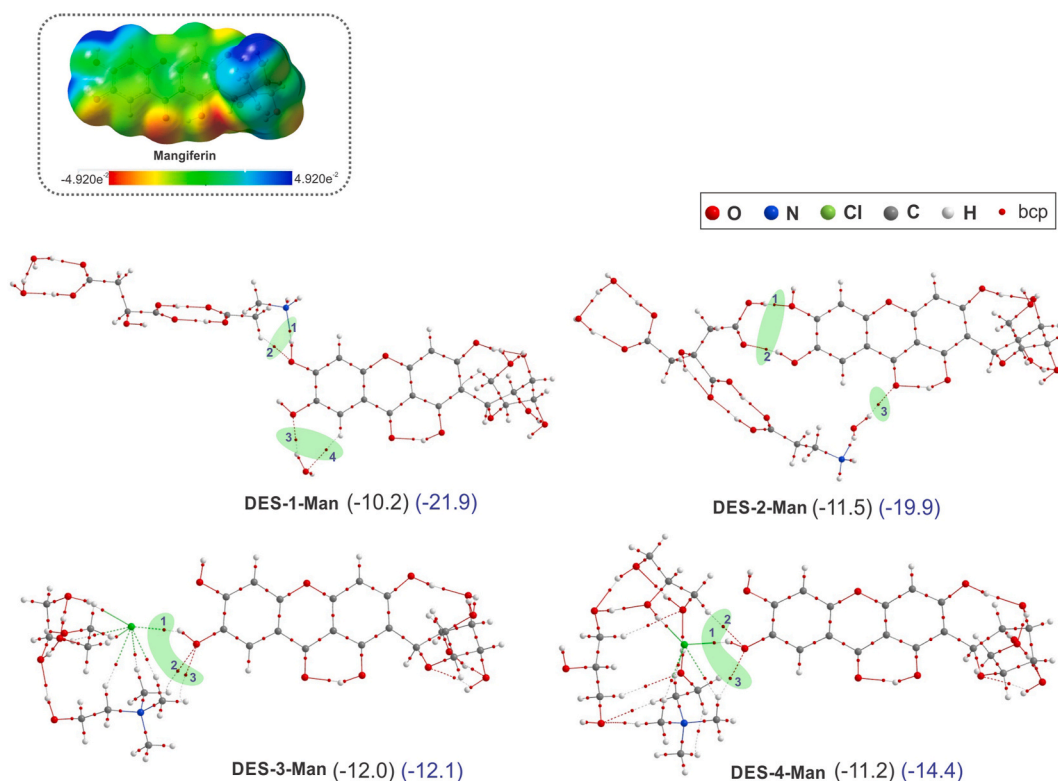 Mangiferin
-4.920e⁻² 4.920e⁻²
O N Cl C H bcp
1
2
3
4
DES-1-Man (-10.2) (-21.9)
1
2
3
DES-2-Man (-11.5) (-19.9)
1
2
3
DES-3-Man (-12.0) (-12.1)
2
1
3
DES-4-Man (-11.2) (-14.4)